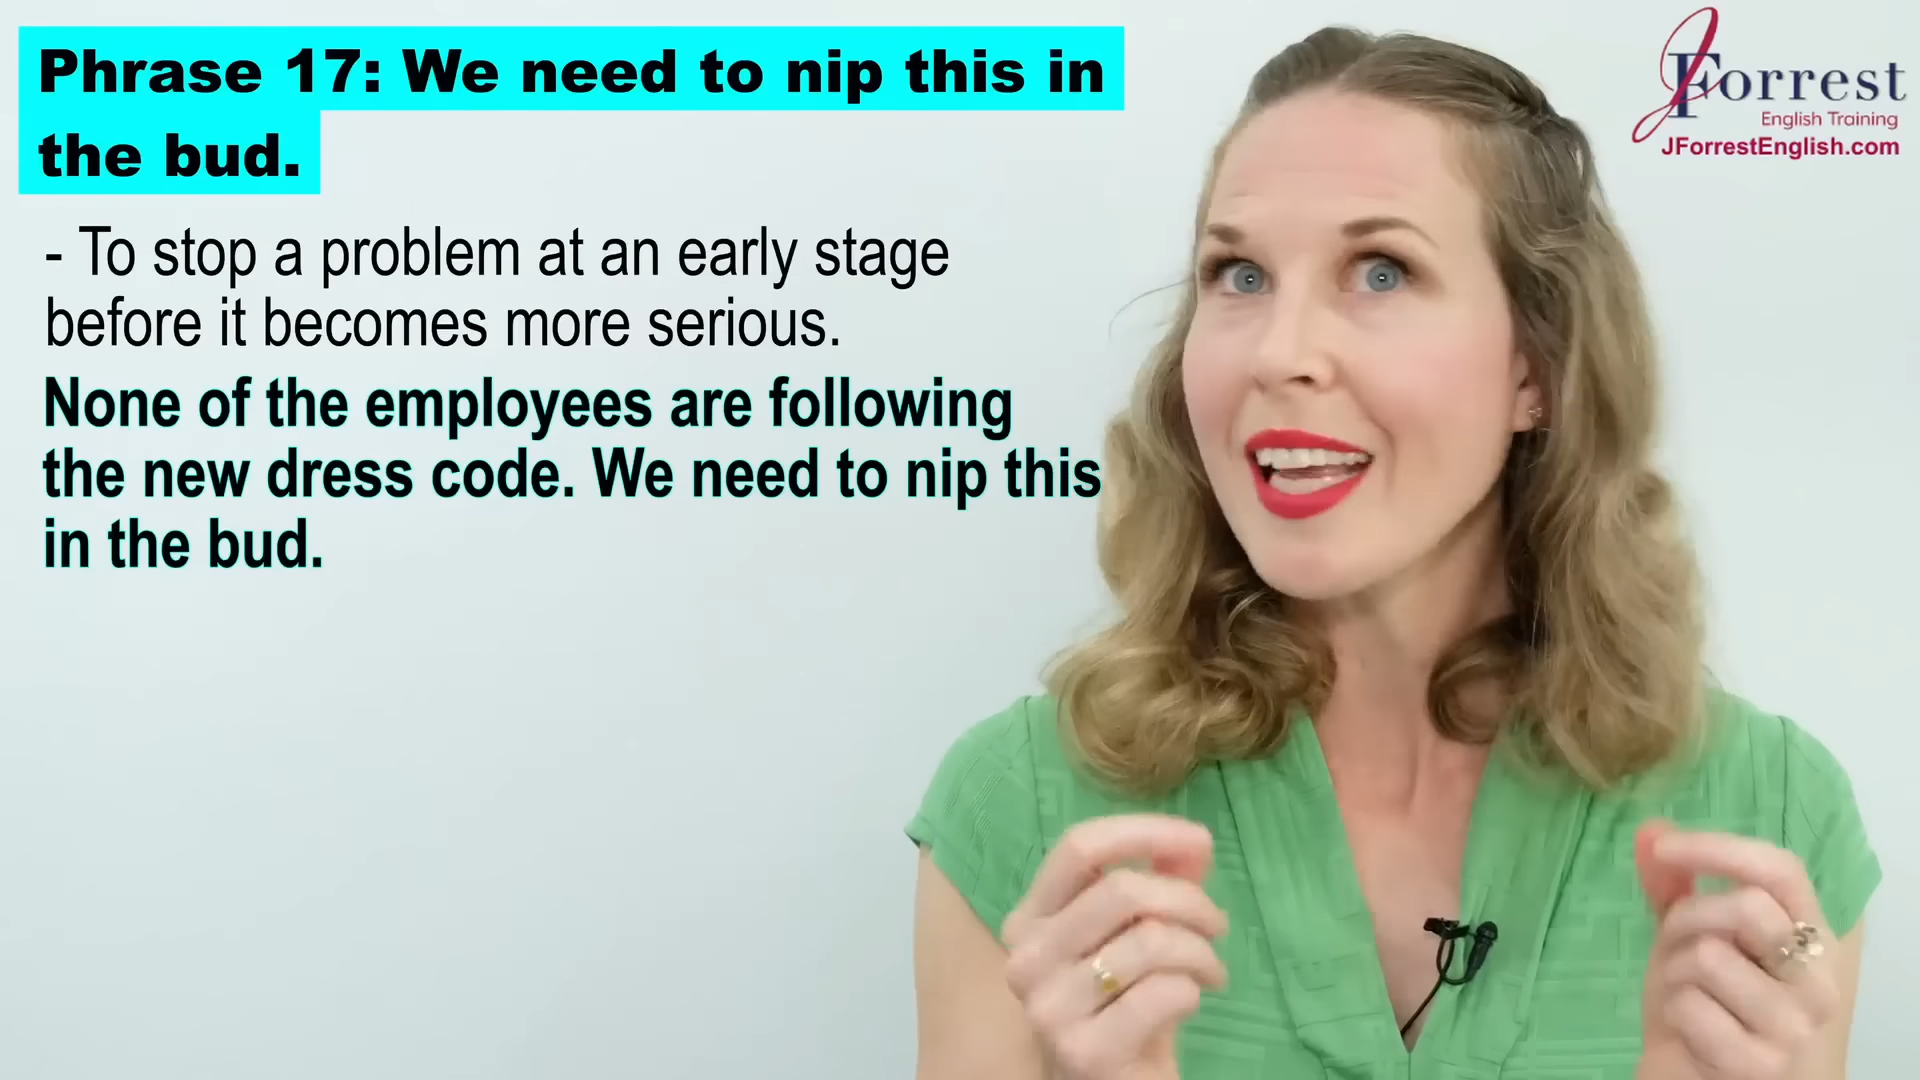 Phrase 17: We need to nip this in
the bud.
- To stop a problem at an early stage
before it becomes more serious.
None of the employees are following
the new dress code. We need to nip this
in the bud.
JForrest
English Training
JForrestEnglish.com